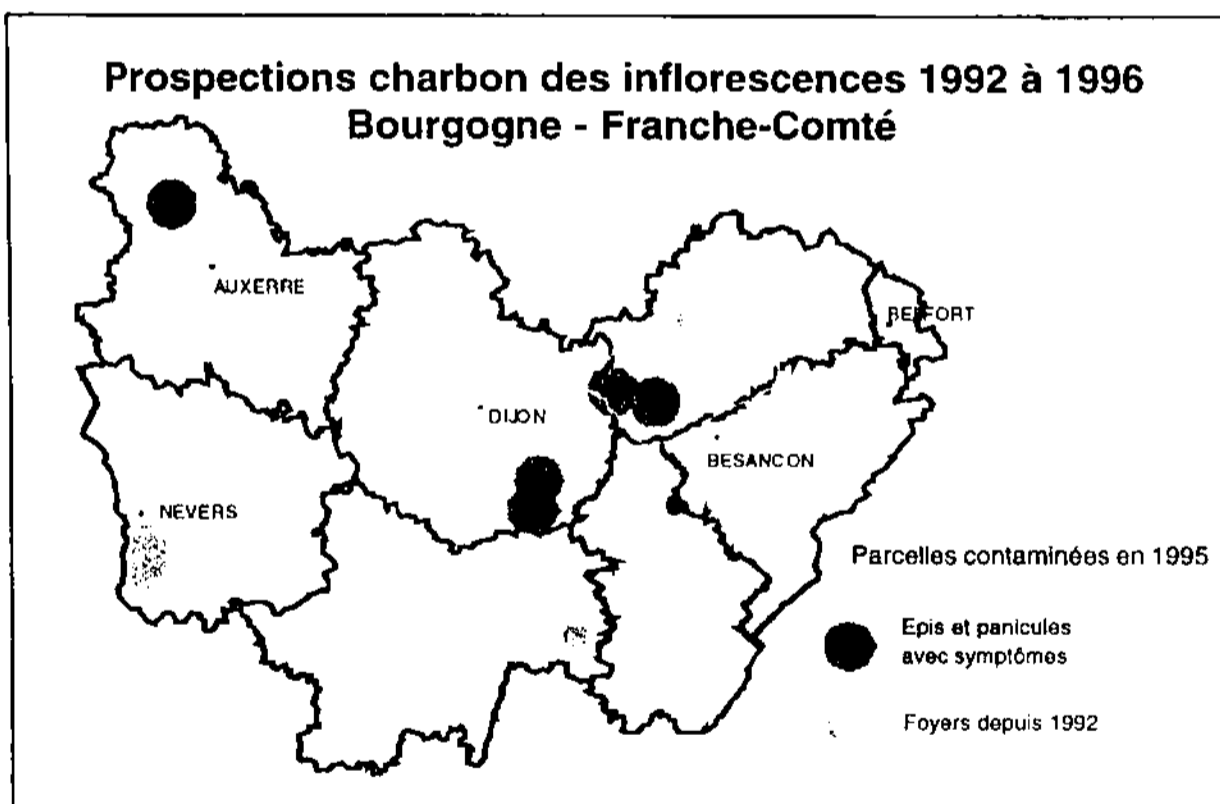 Prospections charbon des inflorescences 1992 à 1996
Bourgogne - Franche-Comté
AUXERRE
BELFORT
DIJON
BESANCON
NEVERS
Parcelles contaminées en 1995
Epis et panicules
avec symptômes
Foyers depuis 1992